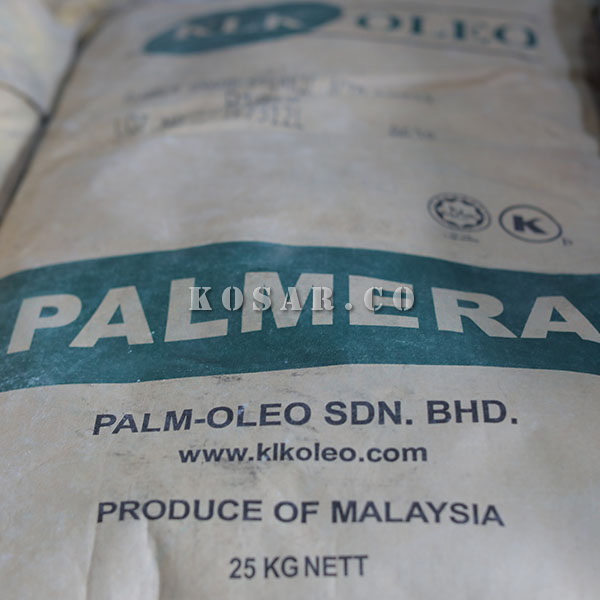 KLK OLEO
K
PALMERA
KOSAR.CO
PALM-OLEO SDN. BHD.
www.klkoleo.com
PRODUCE OF MALAYSIA
25 KG NETT